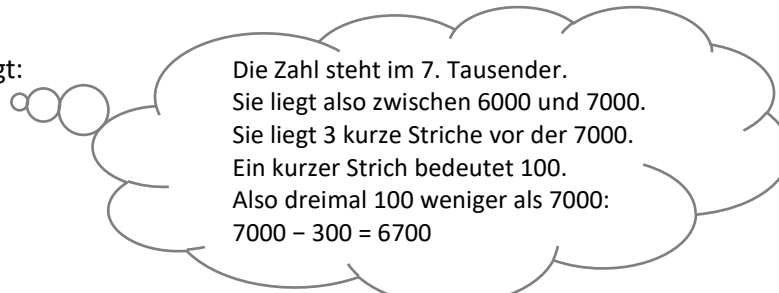 gt:
Die Zahl steht im 7. Tausender.
Sie liegt also zwischen 6000 und 7000.
Sie liegt 3 kurze Striche vor der 7000.
Ein kurzer Strich bedeutet 100.
Also dreimal 100 weniger als 7000:
7000 − 300 = 6700